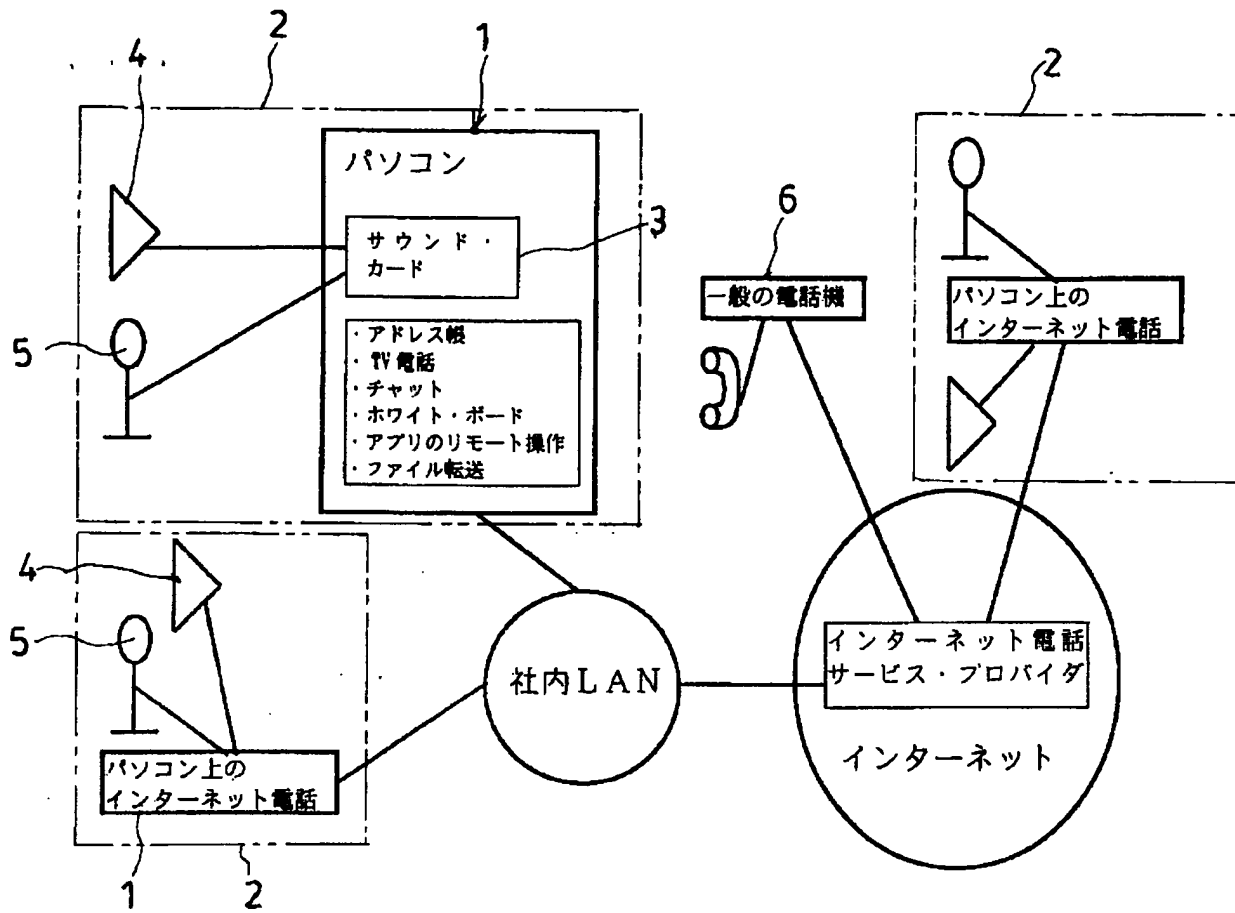 4
2
1
2
パソコン
サウンド・
カード
3
・アドレス帳
・TV電話
・チャット
・ホワイト・ボード
・アプリのリモート操作
・ファイル転送
5
6
一般の電話機
パソコン上の
インターネット電話
4
5
パソコン上の
インターネット電話
1
2
社内LAN
インターネット電話
サービス・プロバイダ
インターネット